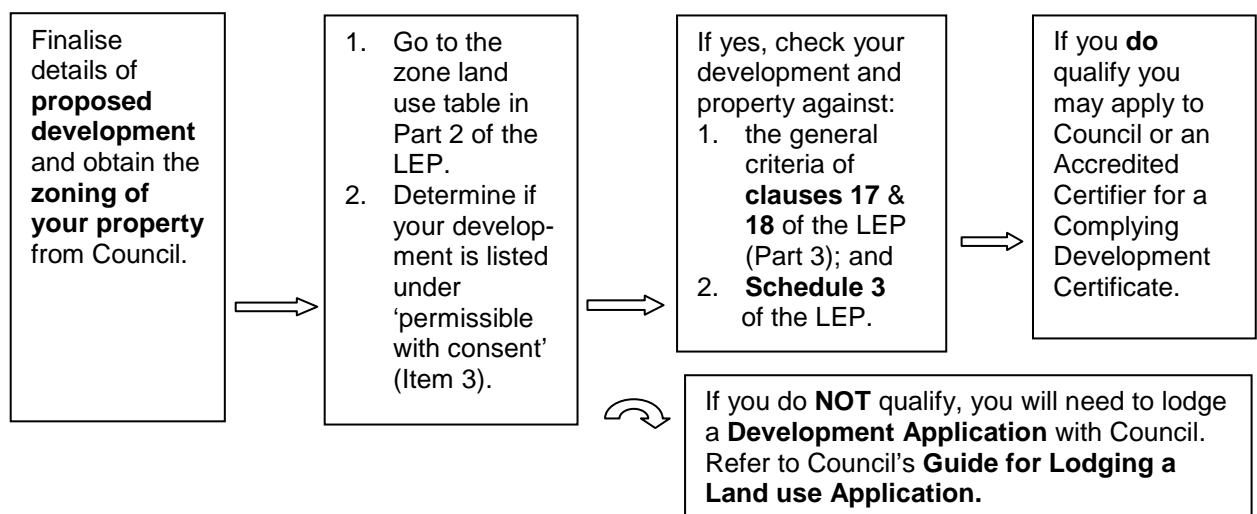 Finalise
details of
proposed
development
and obtain the
zoning of
your property
from Council.
1. Go to the
zone land
use table in
Part 2 of the
LEP.
2. Determine if
your develop-
ment is listed
under
‘permissible
with consent’
(Item 3).
If yes, check your
development and
property against:
1. the general
criteria of
clauses 17 &
18 of the LEP
(Part 3); and
2. Schedule 3
of the LEP.
If you do
qualify you
may apply to
Council or an
Accredited
Certifier for a
Complying
Development
Certificate.
If you do NOT qualify, you will need to lodge
a Development Application with Council.
Refer to Council’s Guide for Lodging a
Land use Application.